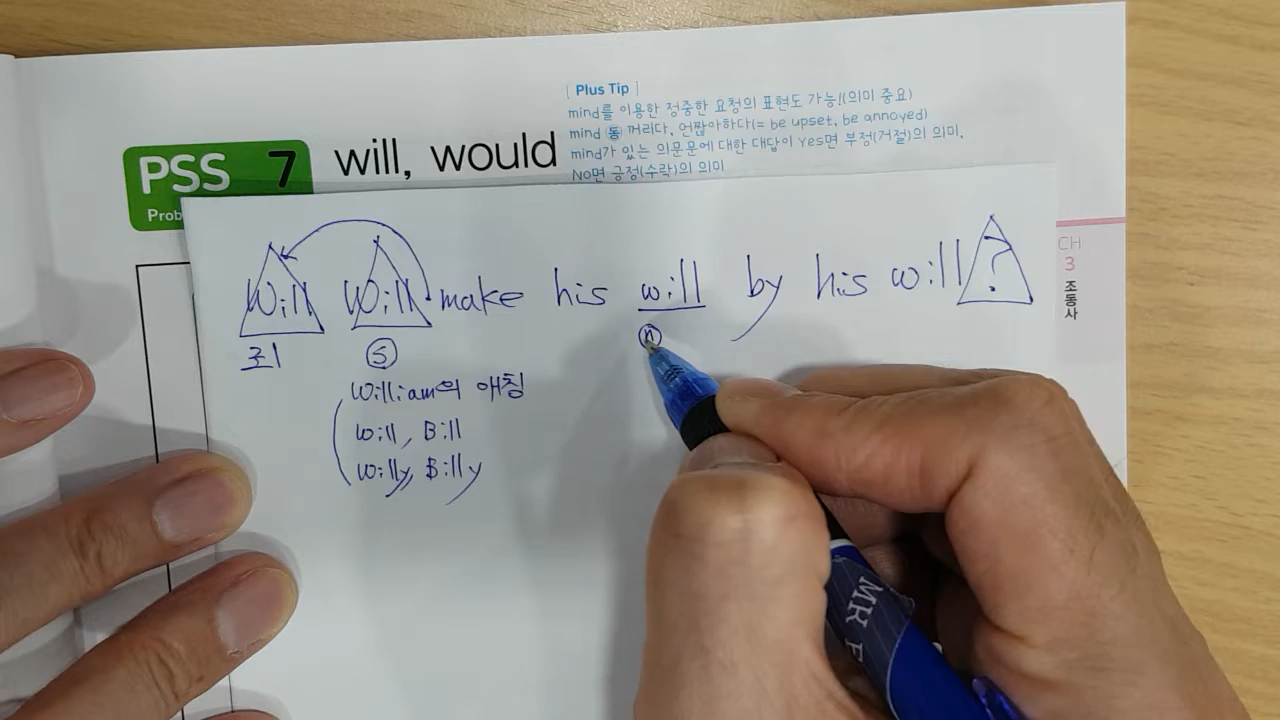 [ Plus Tip ]
mind를 이용한 정중한 요청의 표현도 가능!(의미 중요)
mind 동 꺼리다, 언짢아하다(= be upset, be annoyed)
mind가 있는 의문문에 대한 대답이 Yes면 부정(거절)의 의미,
No면 긍정(수락)의 의미
PSS 7 will, would
Prob
CH
3
조동사
Will Will make his will by his will ?
조 S n
William의 애칭
Will, Bill
Willy, Billy
MR